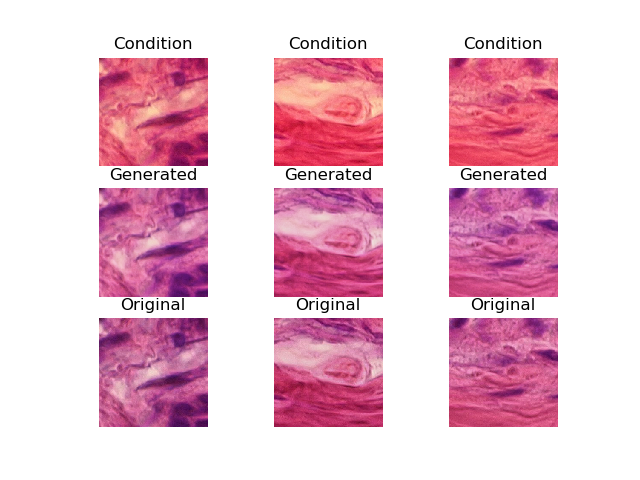 Condition Condition Condition
Generated Generated Generated
Original Original Original